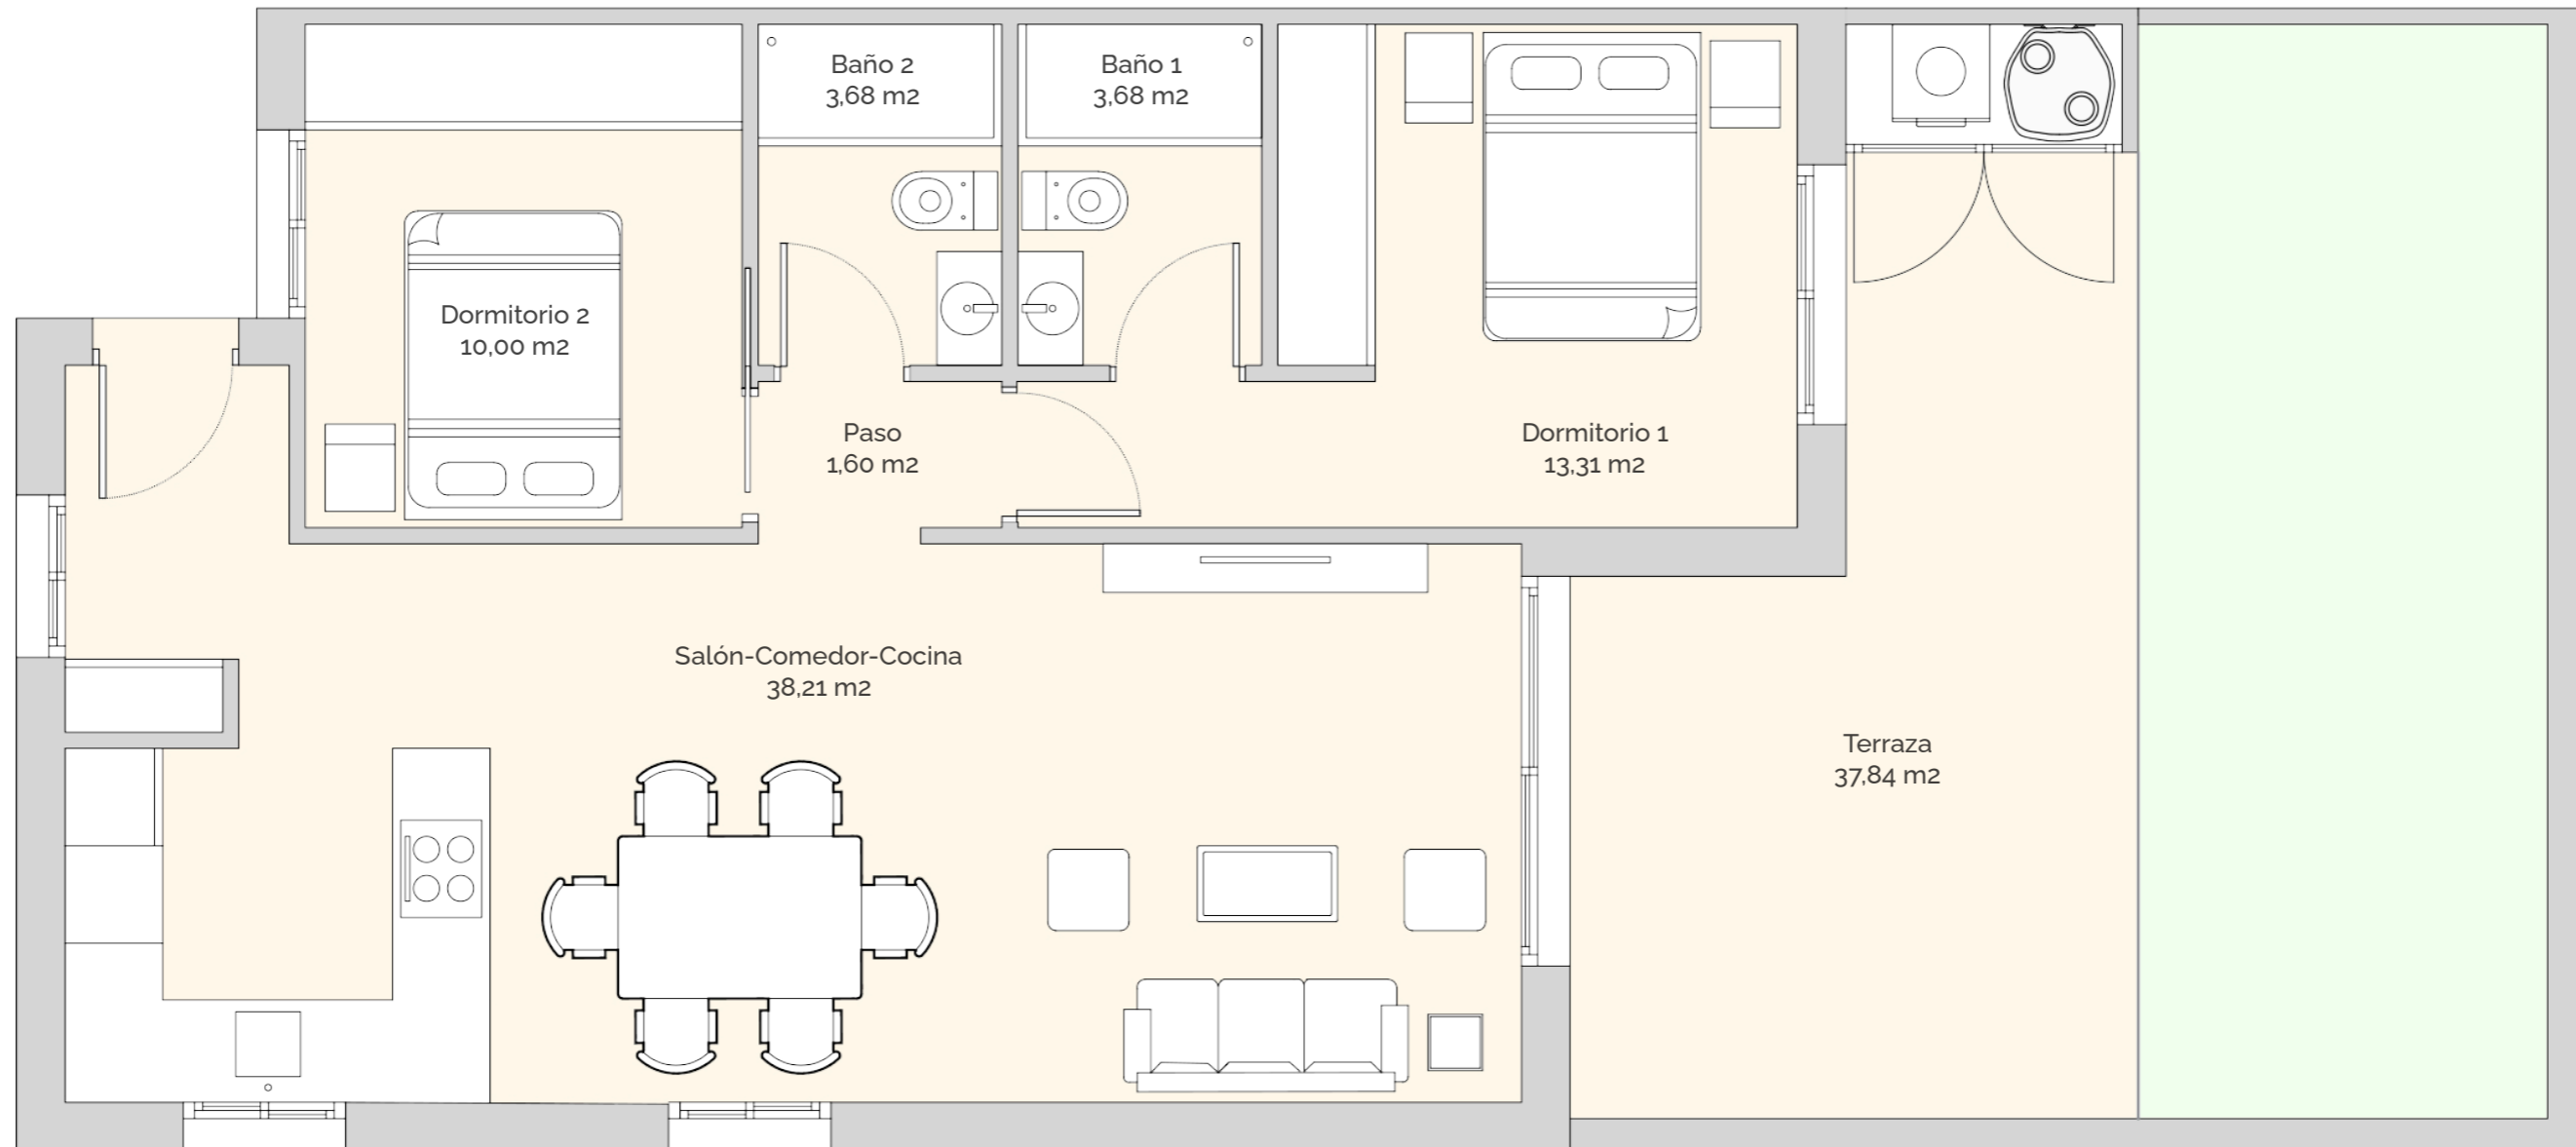 Baño 2
3,68 m2
Baño 1
3,68 m2
Dormitorio 2
10,00 m2
Paso
1,60 m2
Dormitorio 1
13,31 m2
Salón-Comedor-Cocina
38,21 m2
Terraza
37,84 m2